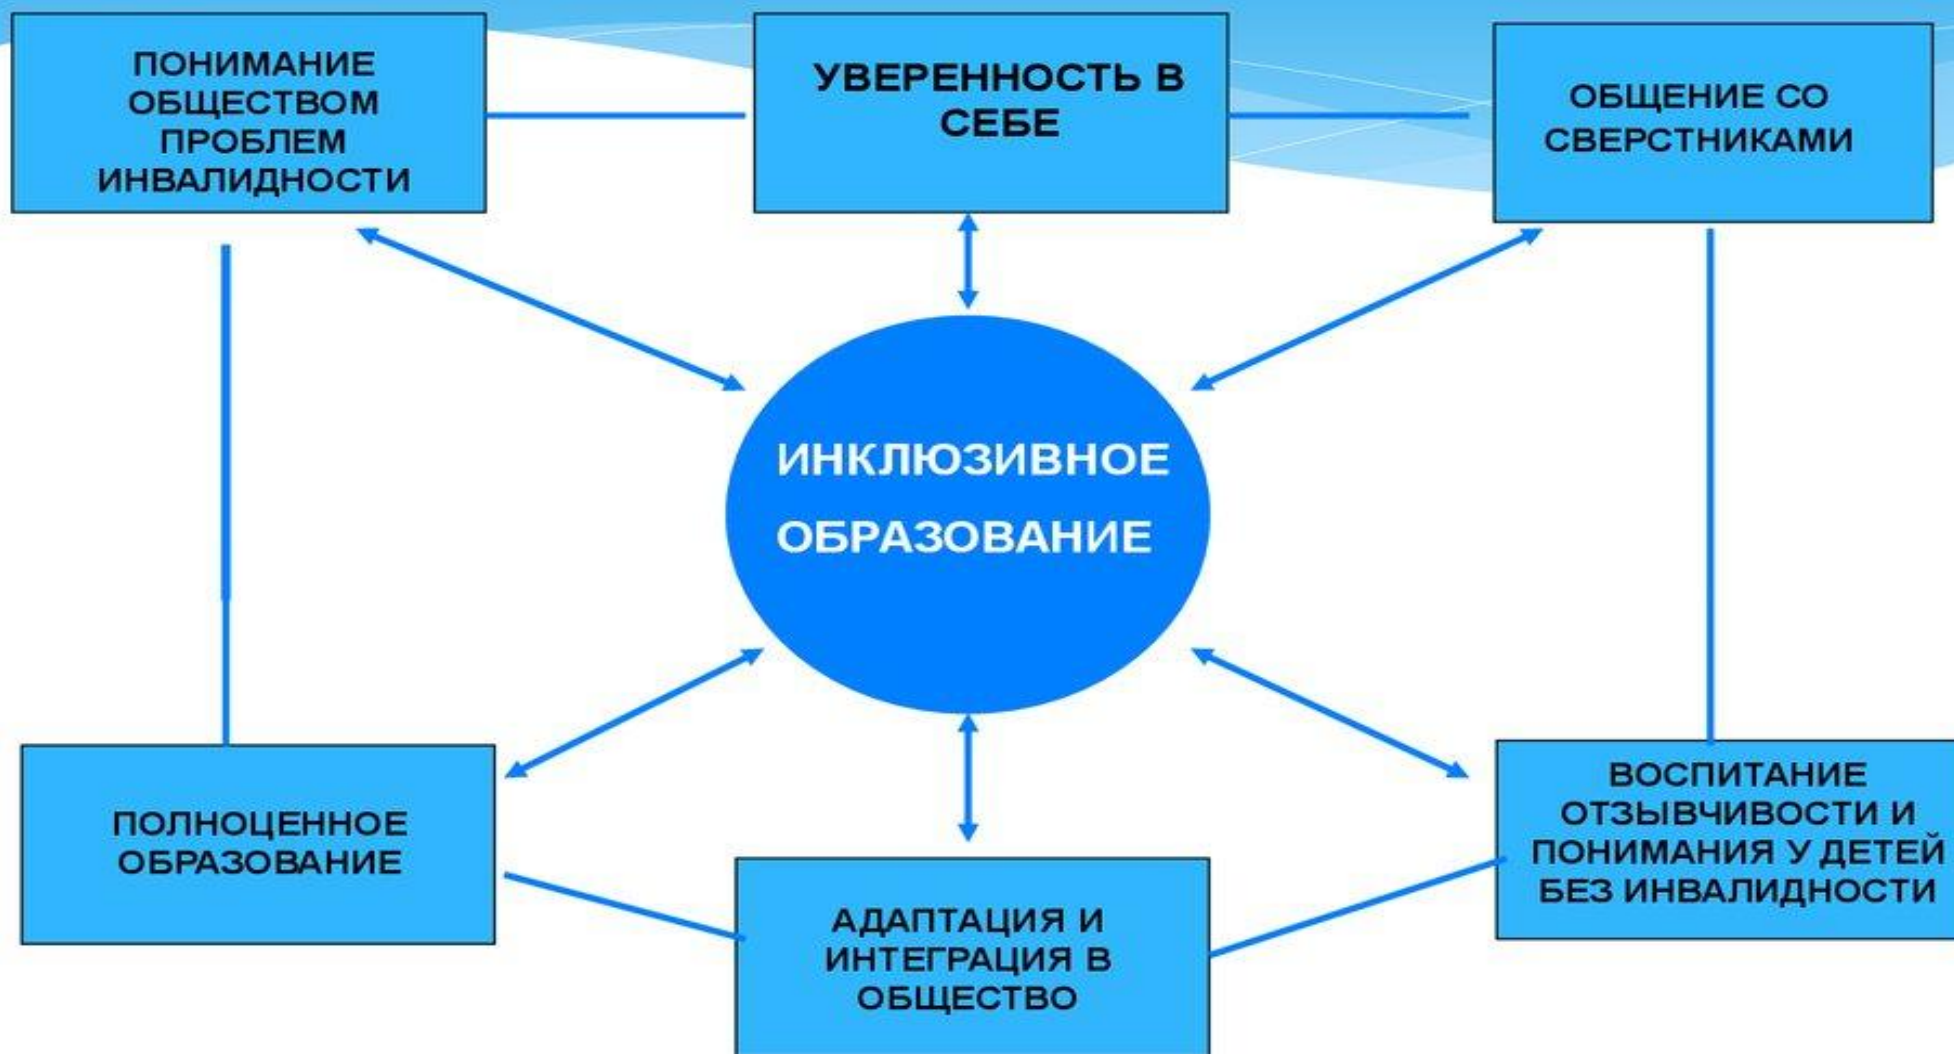 ПОНИМАНИЕ
ОБЩЕСТВОМ
ПРОБЛЕМ
ИНВАЛИДНОСТИ
УВЕРЕННОСТЬ В
СЕБЕ
ОБЩЕНИЕ СО
СВЕРСТНИКАМИ
ИНКЛЮЗИВНОЕ
ОБРАЗОВАНИЕ
ПОЛНОЦЕННОЕ
ОБРАЗОВАНИЕ
АДАПТАЦИЯ И
ИНТЕГРАЦИЯ В
ОБЩЕСТВО
ВОСПИТАНИЕ
ОТЗЫВЧИВОСТИ И
ПОНИМАНИЯ У ДЕТЕЙ
БЕЗ ИНВАЛИДНОСТИ